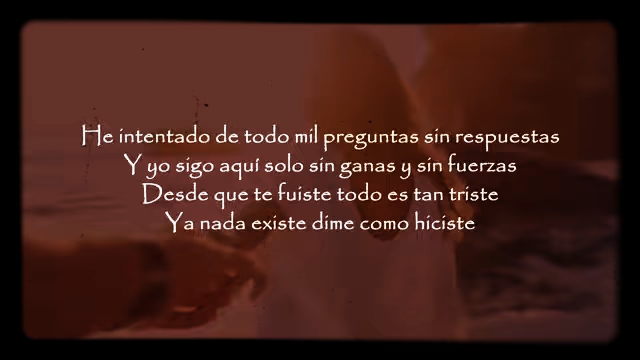 He intentado de todo mil preguntas sin respuestas
Y yo sigo aquí solo sin ganas y sin fuerzas
Desde que te fuiste todo es tan triste
Ya nada existe dime como hiciste